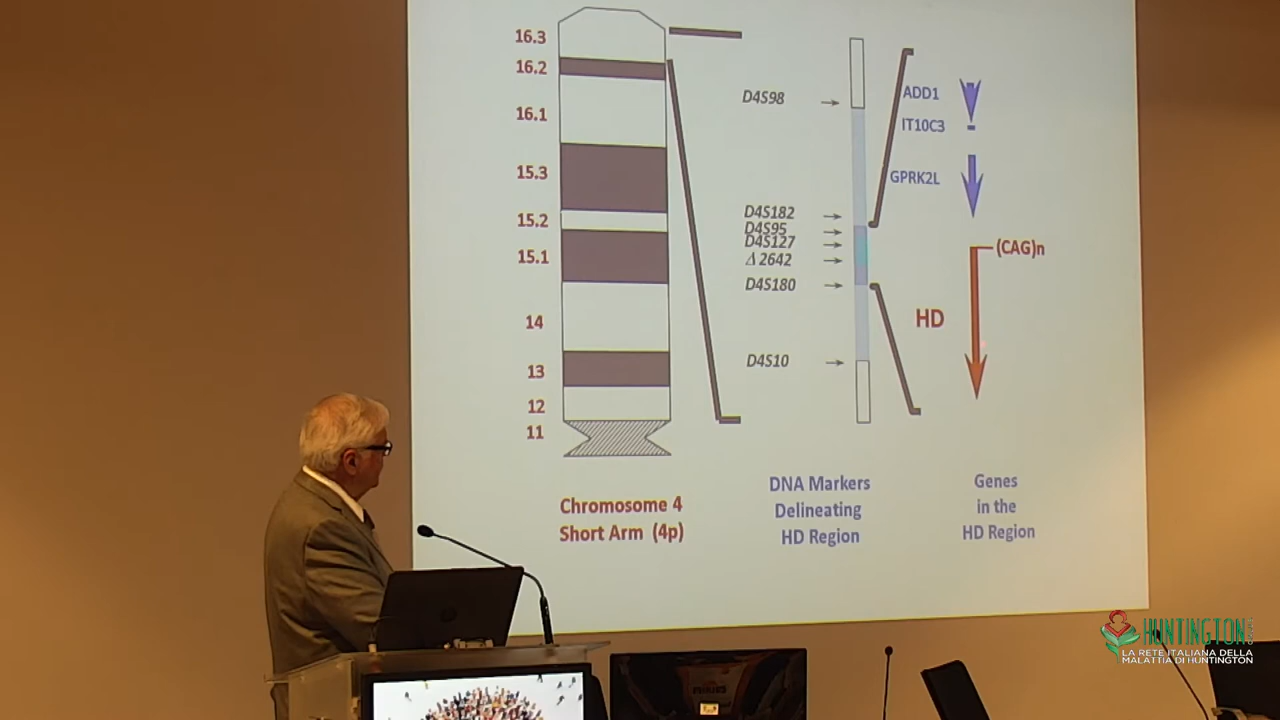 16.3
16.2
16.1
15.3
15.2
15.1
14
13
12
11
Chromosome 4
Short Arm (4p)
D4S98
D4S182
D4S95
D4S127
Δ 2642
D4S180
D4S10
DNA Markers
Delineating
HD Region
ADD1
IT10C3
GPRK2L
(CAG)n
HD
Genes
in the
HD Region
HUNTINGTON
LA RETE ITALIANA DELLA
MALATTIA DI HUNTINGTON